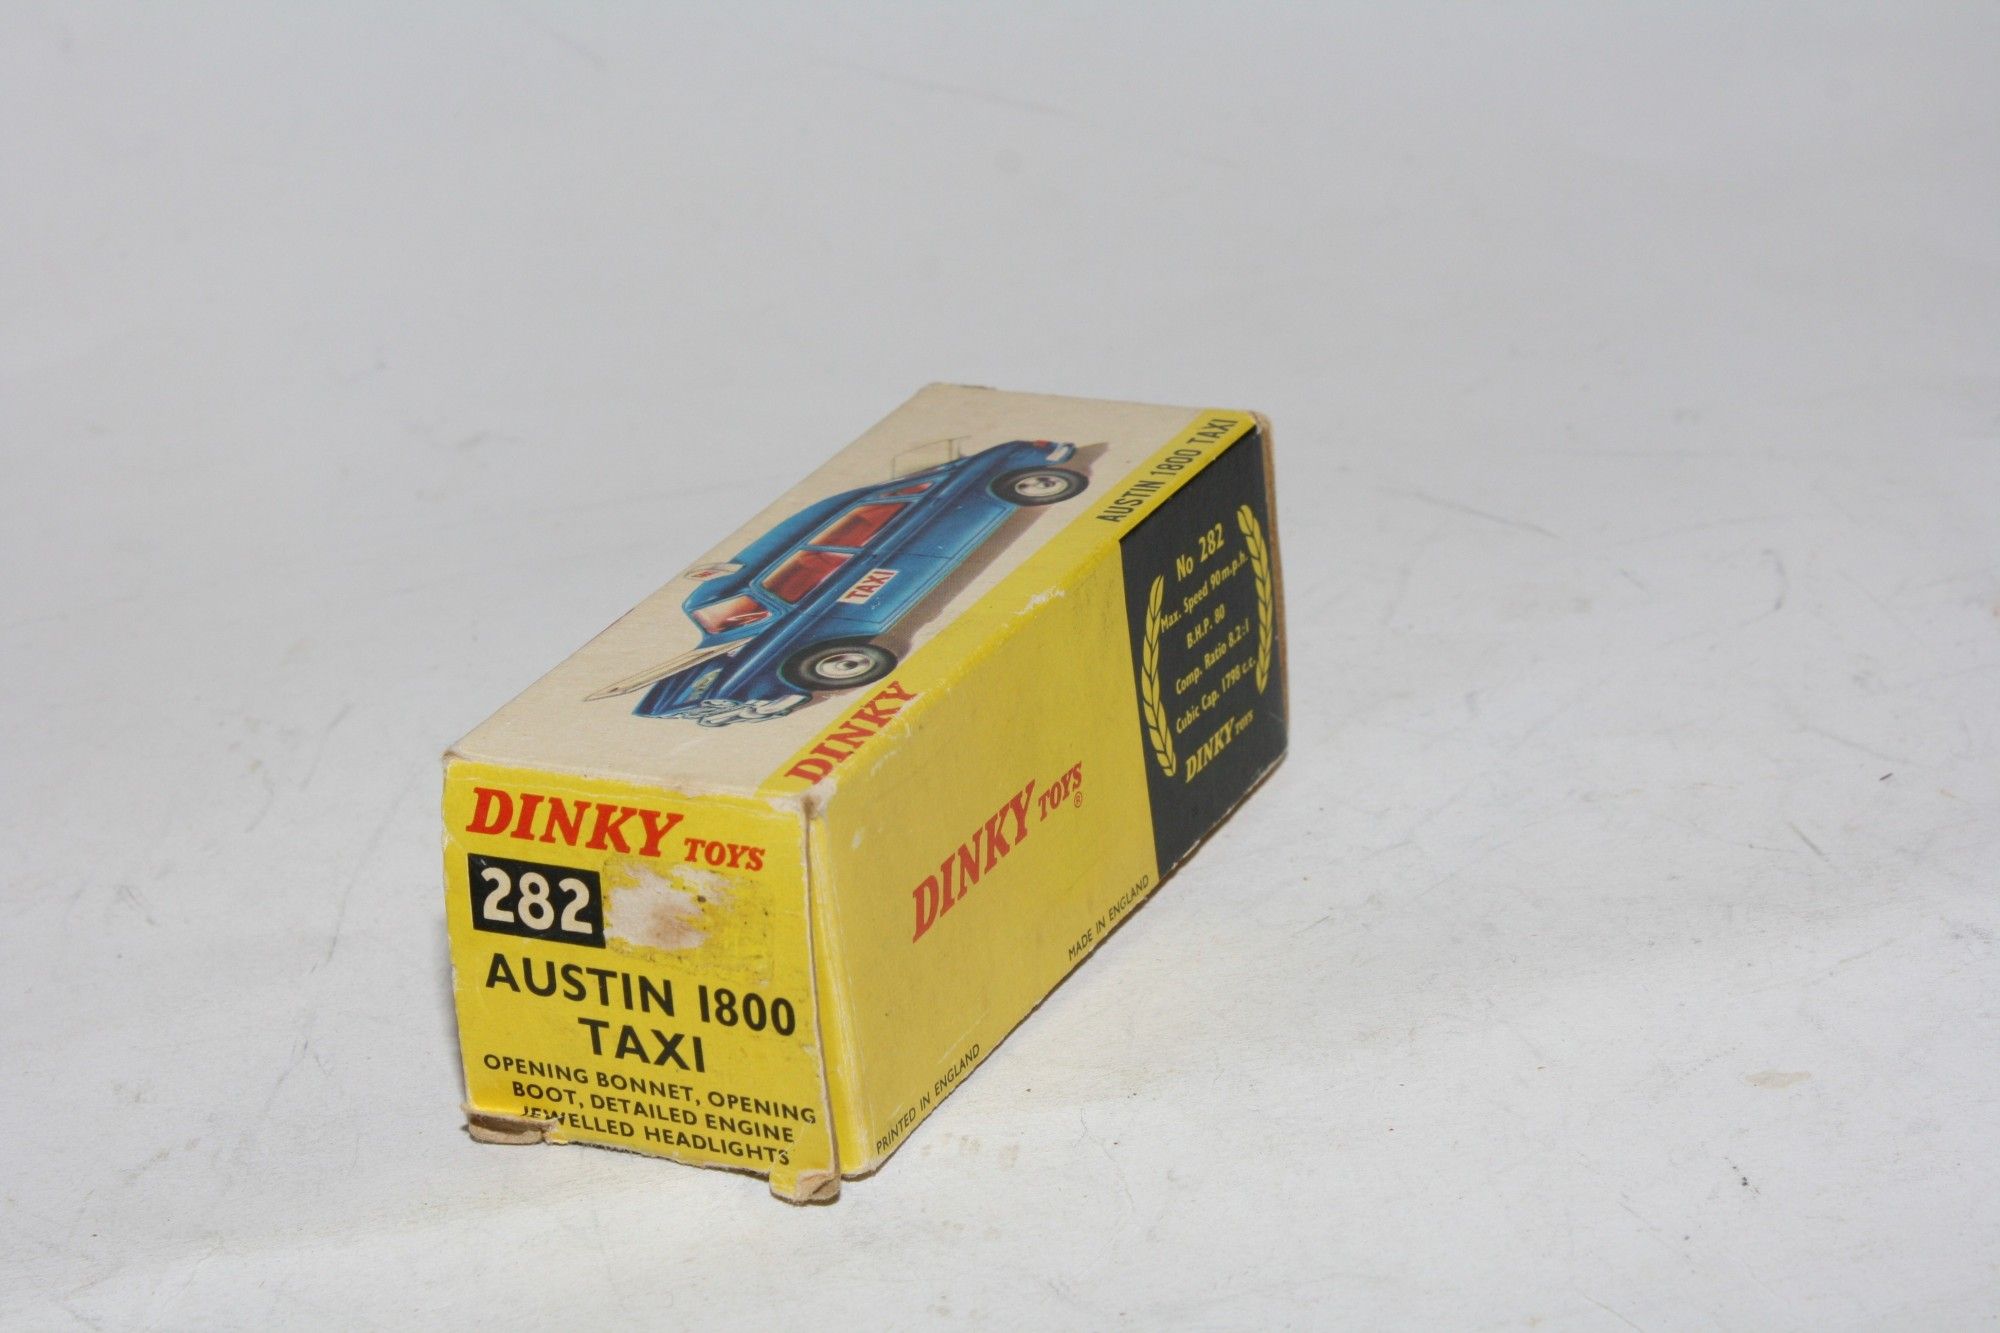 DINKY TOYS
282
AUSTIN 1800
TAXI
OPENING BONNET, OPENING
BOOT, DETAILED ENGINE
JEWELLED HEADLIGHTS
TAXI
DINKY
AUSTIN 1800 TAXI
DINKY TOYS®
PRINTED IN ENGLAND
MADE IN ENGLAND
No 282
Max. Speed 90 m.p.h.
B.H.P. 80
Comp. Ratio 8.2:1
Cubic Cap. 1798 c.c.
DINKY TOYS